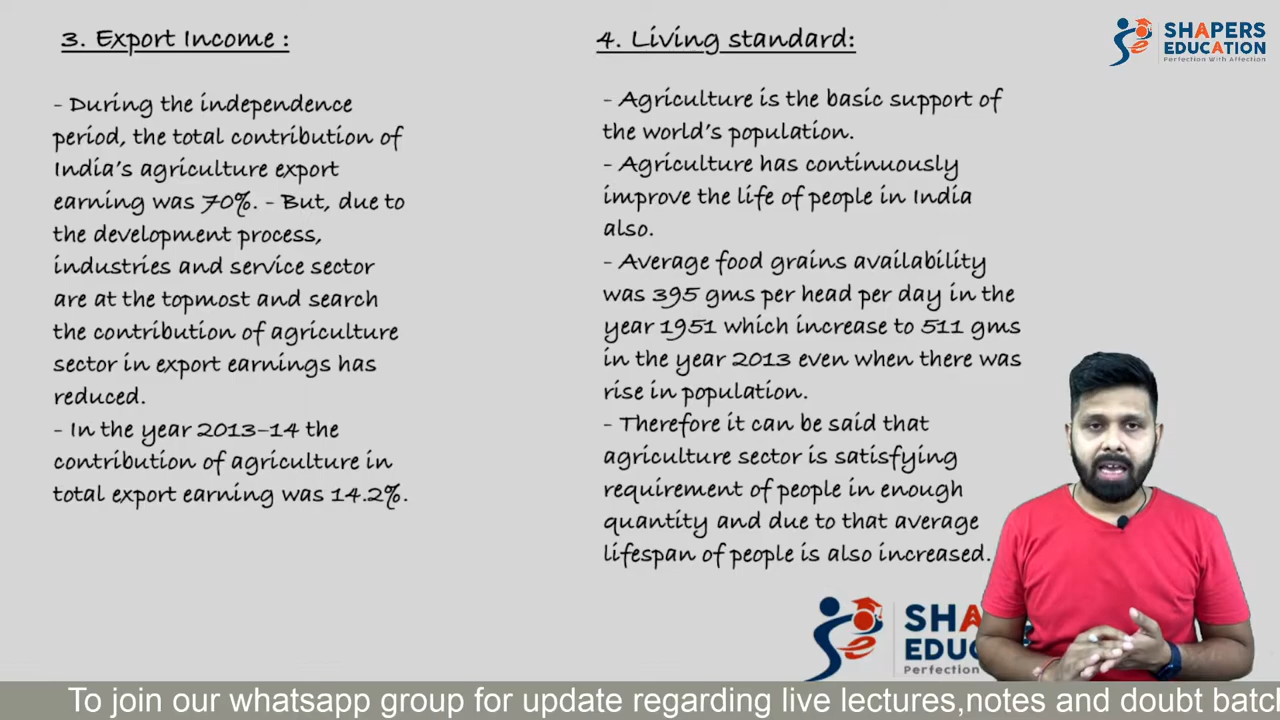 3. Export Income :
- During the independence
period, the total contribution of
India's agriculture export
earning was 70%. - But, due to
the development process,
industries and service sector
are at the topmost and search
the contribution of agriculture
sector in export earnings has
reduced.
- In the year 2013-14 the
contribution of agriculture in
total export earning was 14.2%.
4. Living standard:
- Agriculture is the basic support of
the world's population.
- Agriculture has continuously
improve the life of people in India
also.
- Average food grains availability
was 395 gms per head per day in the
year 1951 which increase to 511 gms
in the year 2013 even when there was
rise in population.
- Therefore it can be said that
agriculture sector is satisfying
requirement of people in enough
quantity and due to that average
lifespan of people is also increased.
SHAPERS
EDUCATION
Perfection With Affection
SHA
EDUC
Perfection
To join our whatsapp group for update regarding live lectures,notes and doubt batch